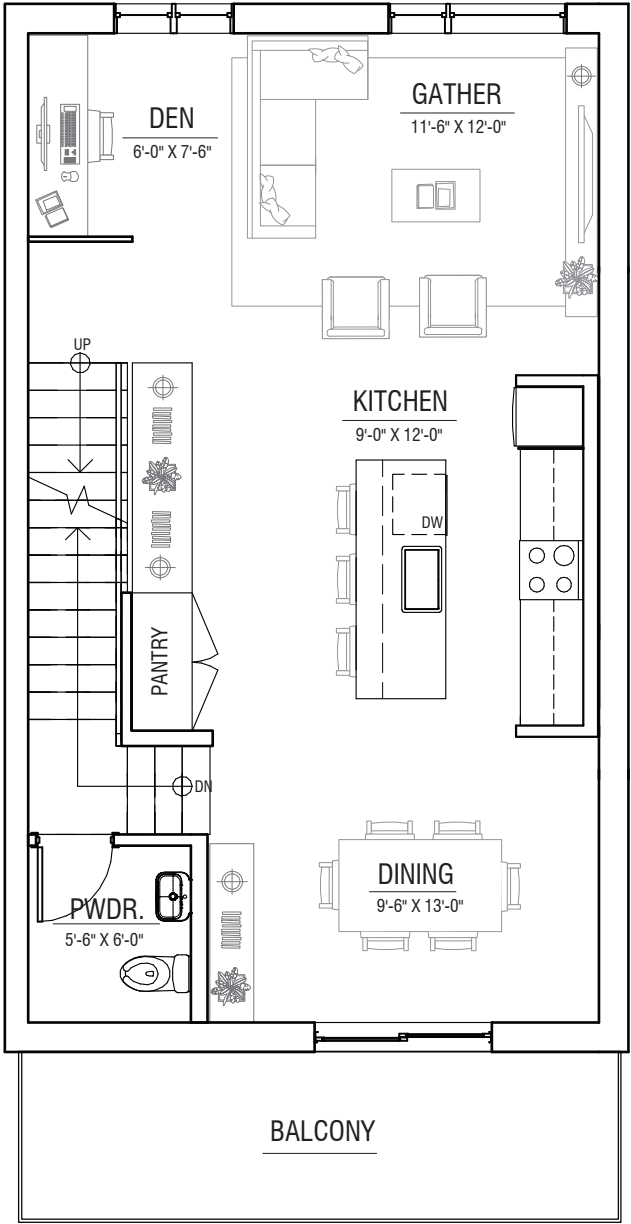 DEN
6'-0" X 7'-6"
GATHER
11'-6" X 12'-0"
UP
KITCHEN
9'-0" X 12'-0"
DW
PANTRY
DN
DINING
9'-6" X 13'-0"
PWDR.
5'-6" X 6'-0"
BALCONY